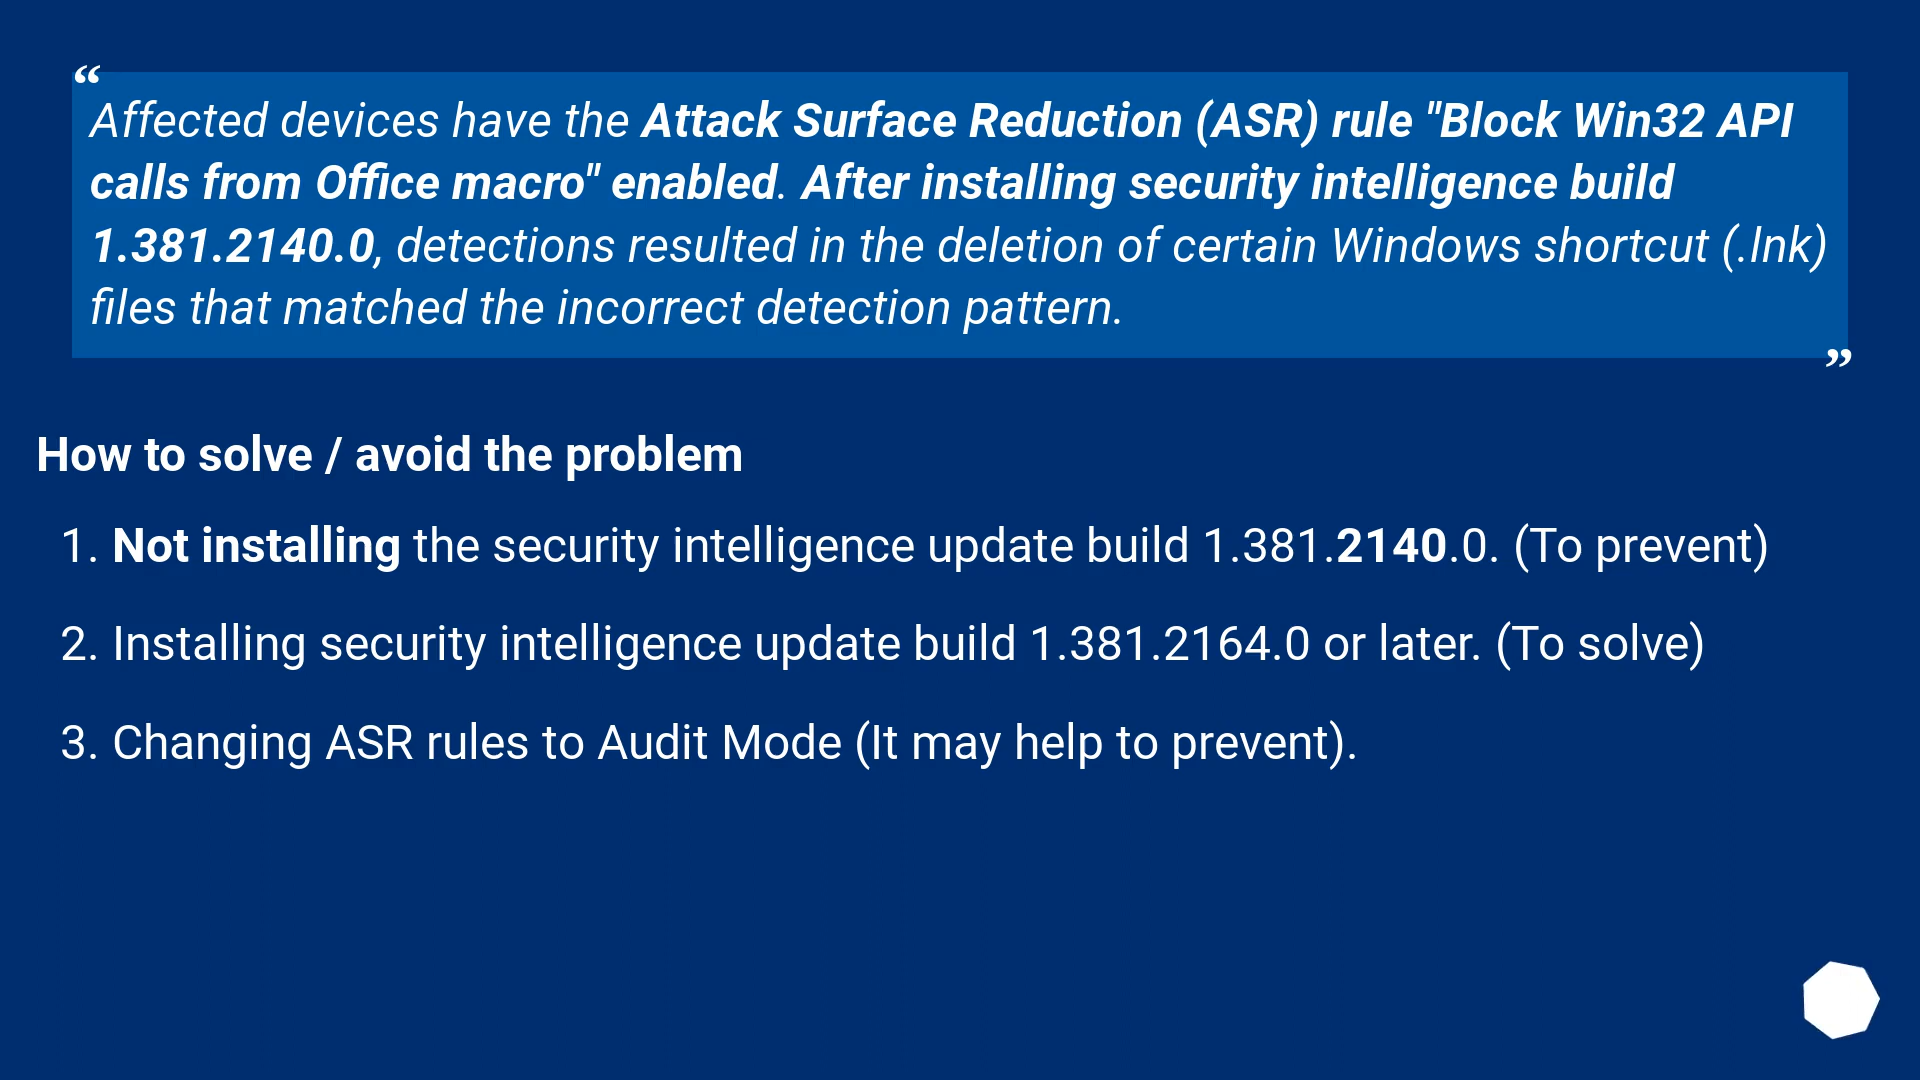 “
Affected devices have the Attack Surface Reduction (ASR) rule "Block Win32 API
calls from Office macro" enabled. After installing security intelligence build
1.381.2140.0, detections resulted in the deletion of certain Windows shortcut (.lnk)
files that matched the incorrect detection pattern.
”
How to solve / avoid the problem
1. Not installing the security intelligence update build 1.381.2140.0. (To prevent)
2. Installing security intelligence update build 1.381.2164.0 or later. (To solve)
3. Changing ASR rules to Audit Mode (It may help to prevent).